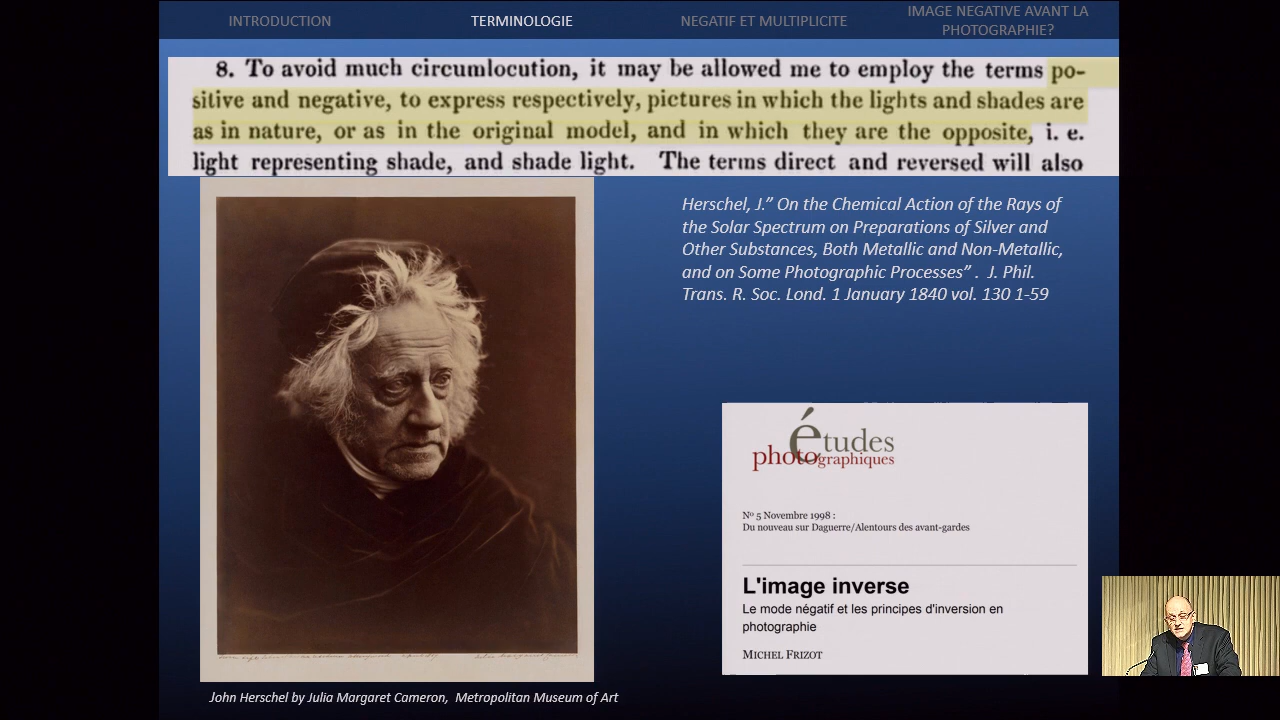 INTRODUCTION
TERMINOLOGIE
NEGATIF ET MULTIPLICITE
IMAGE NEGATIVE AVANT LA
PHOTOGRAPHIE?
8. To avoid much circumlocution, it may be allowed me to employ the terms po-
sitive and negative, to express respectively, pictures in which the lights and shades are
as in nature, or as in the original model, and in which they are the opposite, i. e.
light representing shade, and shade light. The terms direct and reversed will also
Herschel, J.” On the Chemical Action of the Rays of
the Solar Spectrum on Preparations of Silver and
Other Substances, Both Metallic and Non-Metallic,
and on Some Photographic Processes” . J. Phil.
Trans. R. Soc. Lond. 1 January 1840 vol. 130 1-59
études
photographiques
Nº 5 Novembre 1998 :
Du nouveau sur Daguerre/Alentours des avant-gardes
L'image inverse
Le mode négatif et les principes d'inversion en
photographie
MICHEL FRIZOT
John Herschel by Julia Margaret Cameron, Metropolitan Museum of Art